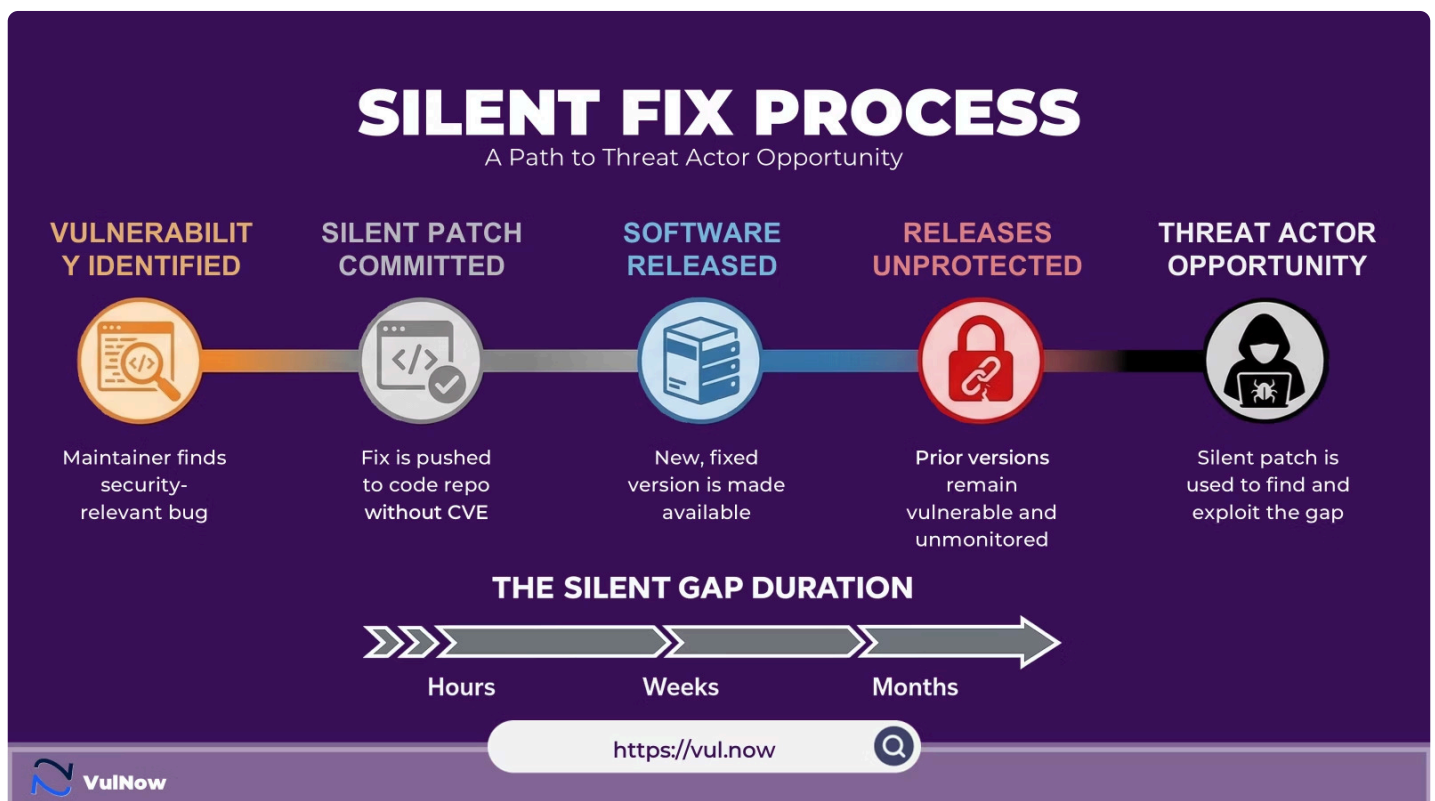 SILENT FIX PROCESS
A Path to Threat Actor Opportunity
VULNERABILIT
Y IDENTIFIED
SILENT PATCH
COMMITTED
SOFTWARE
RELEASED
RELEASES
UNPROTECTED
THREAT ACTOR
OPPORTUNITY
</>
</>
Maintainer finds
security-
relevant bug
Fix is pushed
to code repo
without CVE
New, fixed
version is made
available
Prior versions
remain
vulnerable and
unmonitored
Silent patch is
used to find and
exploit the gap
THE SILENT GAP DURATION
Hours
Weeks
Months
https://vul.now
VulNow